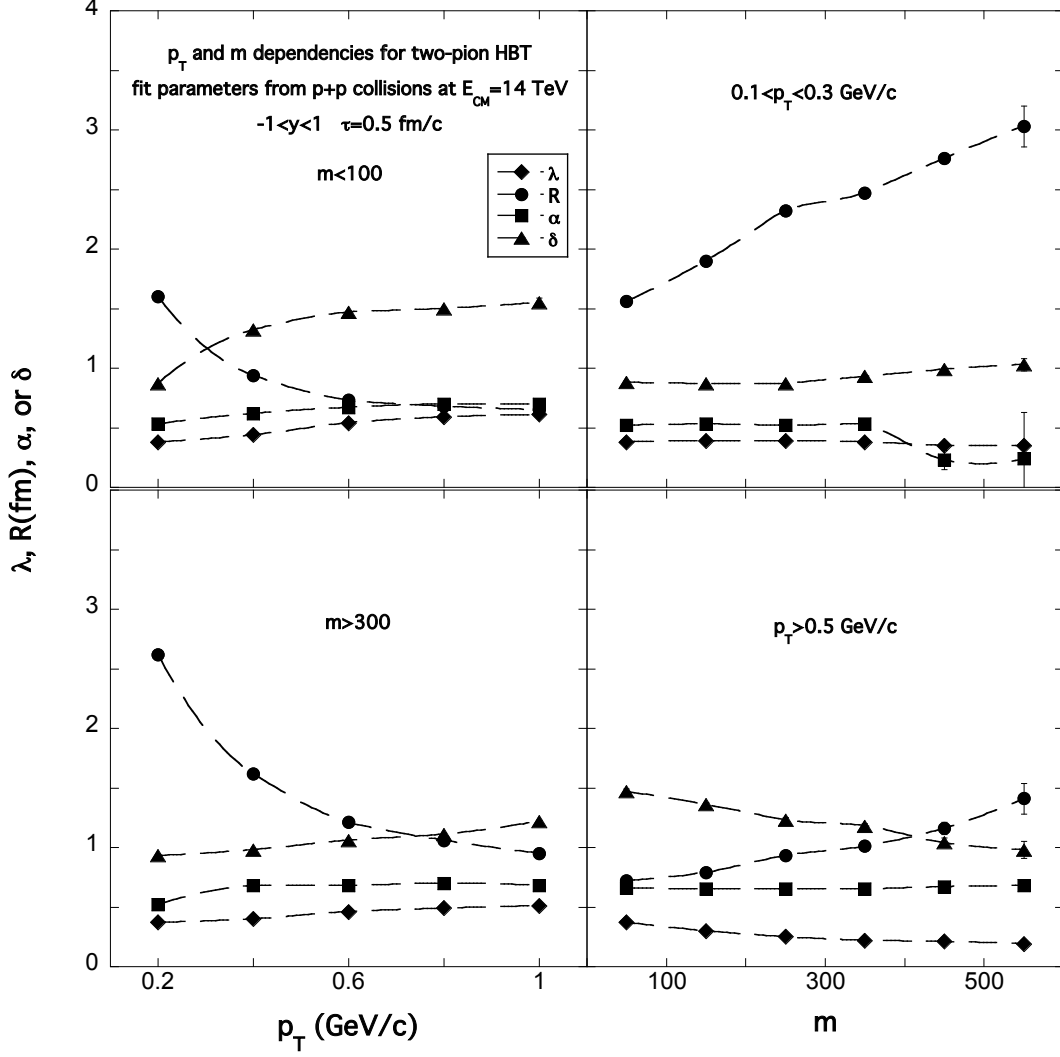 4
p_T and m dependencies for two-pion HBT
fit parameters from p+p collisions at E_CM=14 TeV
-1<y<1 τ=0.5 fm/c
m<100
λ
R
α
δ
0.1<p_T<0.3 GeV/c
3
2
1
0
λ, R(fm), α, or δ
m>300
p_T>0.5 GeV/c
3
2
1
0
0.2 0.6 1
100 300 500
p_T (GeV/c)
m